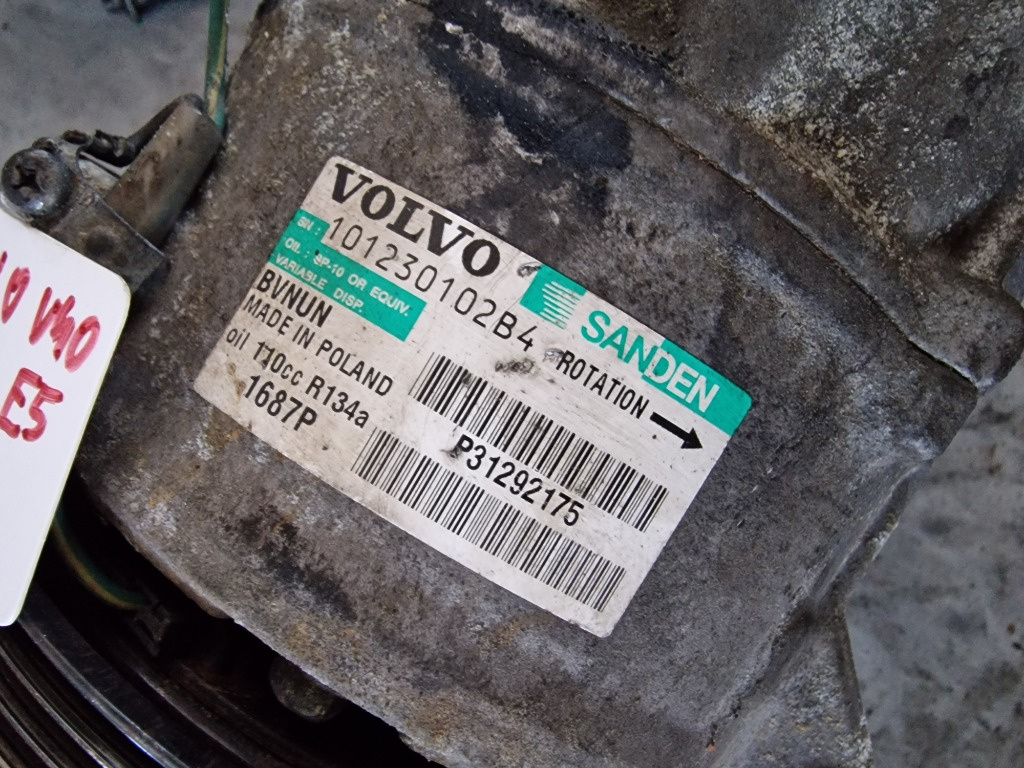 VOLVO
SN : 101230102B4
SANDEN
OIL : SP-10 OR EQUIV.
VARIABLE DISP.
ROTATION
BVNUN
MADE IN POLAND
oil 110cc R134a
1687P
P31292175
V40
E5